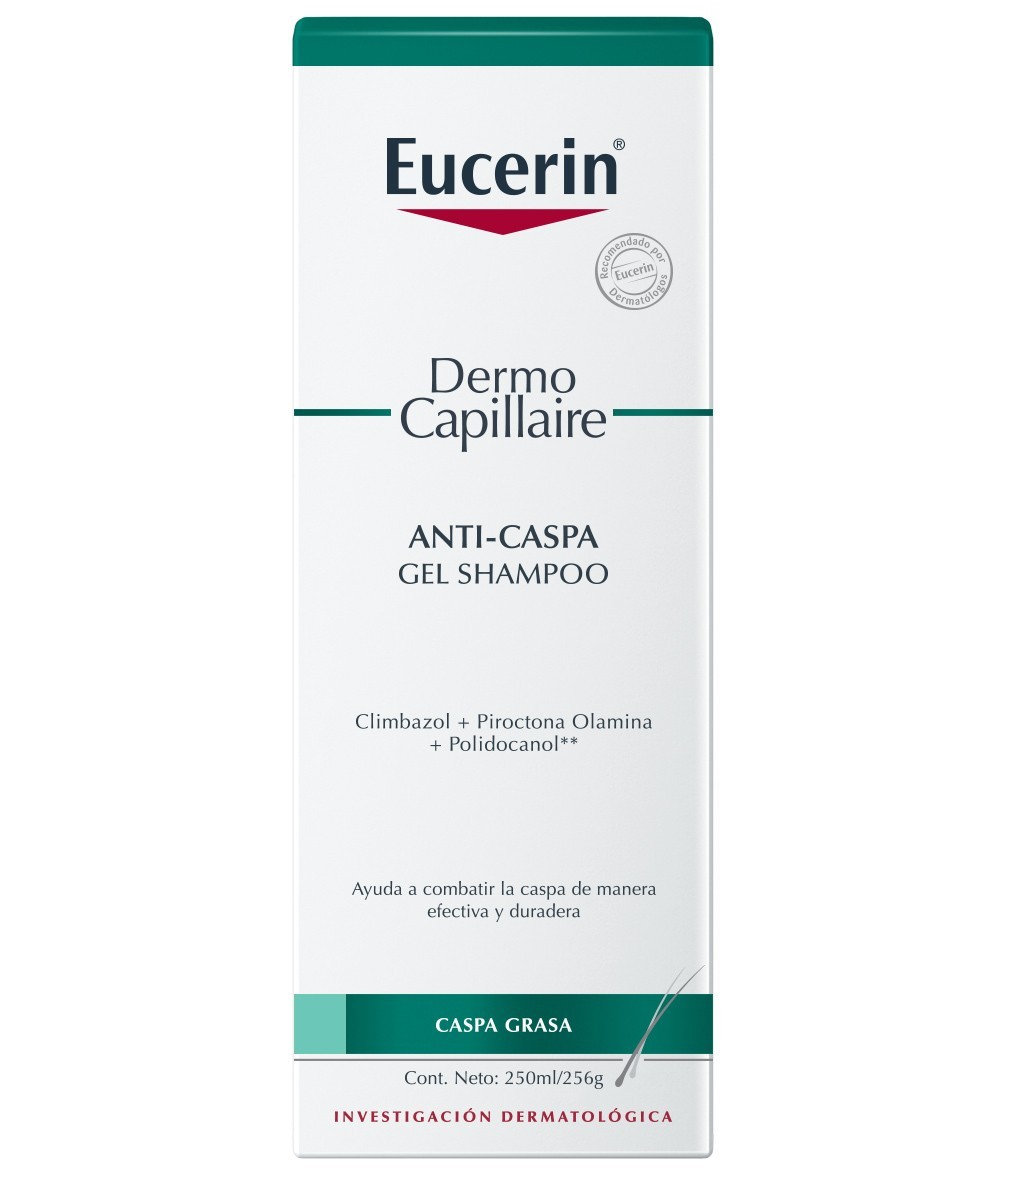 Eucerin®
Recomendado por
Eucerin
Dermatólogos
Dermo
Capillaire
ANTI-CASPA
GEL SHAMPOO
Climbazol + Piroctona Olamina
+ Polidocanol**
Ayuda a combatir la caspa de manera
efectiva y duradera
CASPA GRASA
Cont. Neto: 250ml/256g
INVESTIGACIÓN DERMATOLÓGICA